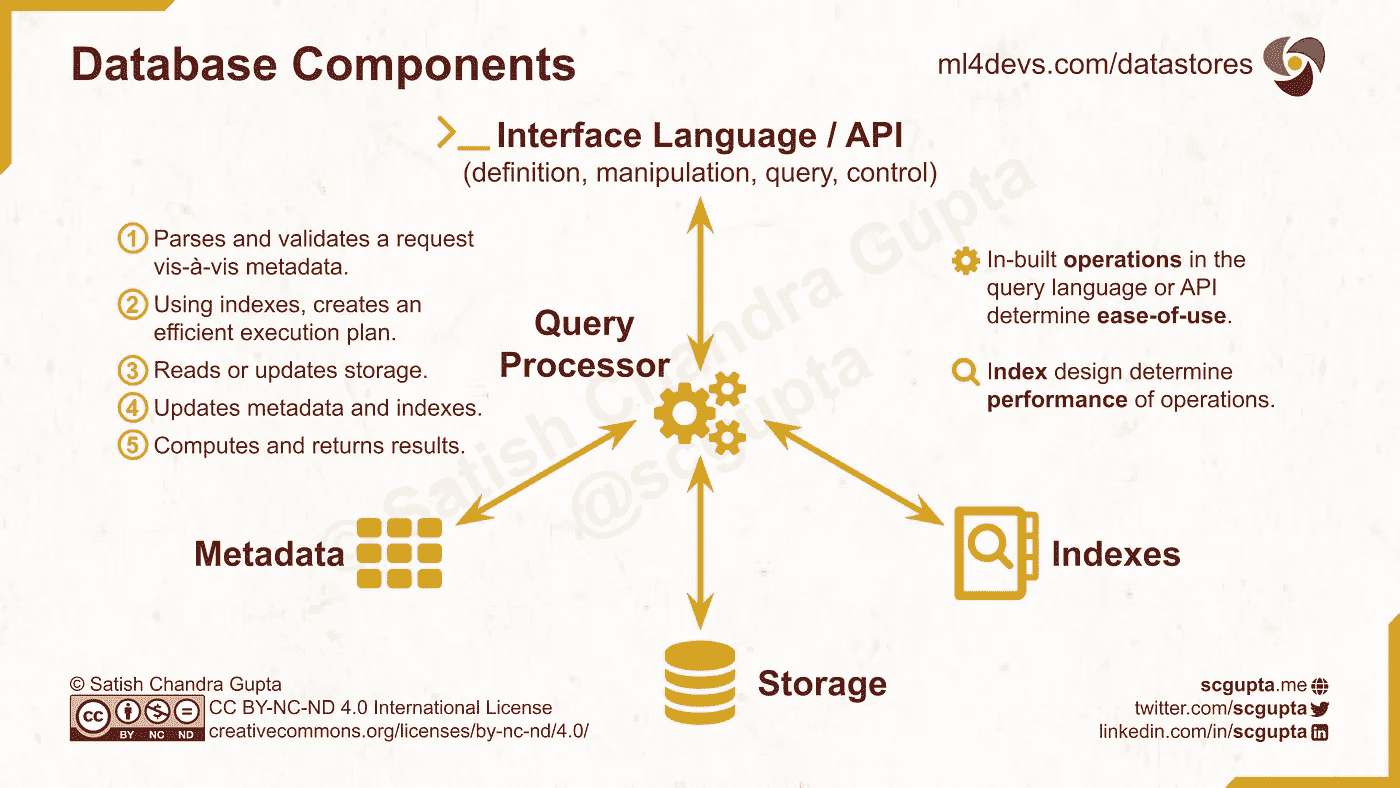 Database Components
ml4devs.com/datastores
>_ Interface Language / API
(definition, manipulation, query, control)
1 Parses and validates a request
vis-à-vis metadata.
2 Using indexes, creates an
efficient execution plan.
3 Reads or updates storage.
4 Updates metadata and indexes.
5 Computes and returns results.
Query
Processor
In-built operations in the
query language or API
determine ease-of-use.
Index design determine
performance of operations.
© Satish Chandra Gupta
@scgupta
Metadata
Indexes
Storage
© Satish Chandra Gupta
cc BY NC ND
CC BY-NC-ND 4.0 International License
creativecommons.org/licenses/by-nc-nd/4.0/
scgupta.me
twitter.com/scgupta
linkedin.com/in/scgupta